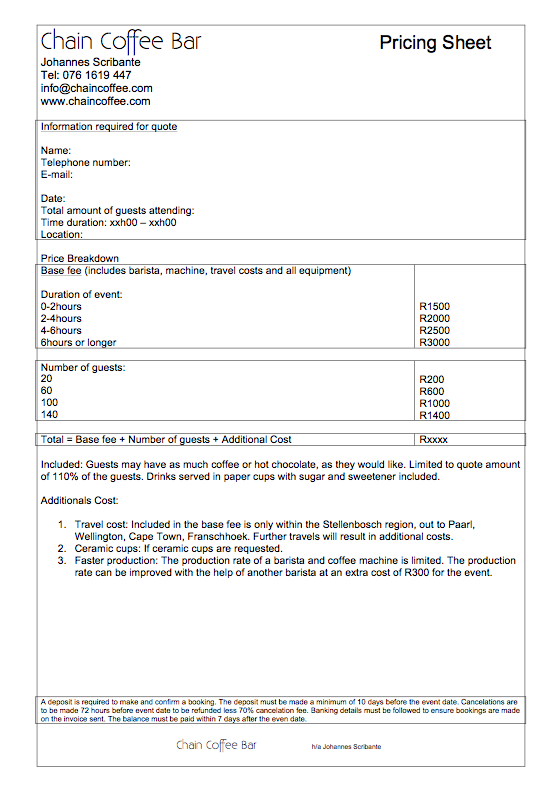 Chain Coffee Bar Pricing Sheet
Johannes Scribante
Tel: 076 1619 447
info@chaincoffee.com
www.chaincoffee.com
Information required for quote
Name:
Telephone number:
E-mail:
Date:
Total amount of guests attending:
Time duration: xxh00 – xxh00
Location:
Price Breakdown
Base fee (includes barista, machine, travel costs and all equipment)
Duration of event:
0-2hours R1500
2-4hours R2000
4-6hours R2500
6hours or longer R3000
Number of guests:
20 R200
60 R600
100 R1000
140 R1400
Total = Base fee + Number of guests + Additional Cost Rxxxx
Included: Guests may have as much coffee or hot chocolate, as they would like. Limited to quote amount
of 110% of the guests. Drinks served in paper cups with sugar and sweetener included.
Additionals Cost:
1. Travel cost: Included in the base fee is only within the Stellenbosch region, out to Paarl,
Wellington, Cape Town, Franschhoek. Further travels will result in additional costs.
2. Ceramic cups: If ceramic cups are requested.
3. Faster production: The production rate of a barista and coffee machine is limited. The production
rate can be improved with the help of another barista at an extra cost of R300 for the event.
A deposit is required to make and confirm a booking. The deposit must be made a minimum of 10 days before the event date. Cancelations are
to be made 72 hours before event date to be refunded less 70% cancelation fee. Banking details must be followed to ensure bookings are made
on the invoice sent. The balance must be paid within 7 days after the even date.
Chain Coffee Bar h/a Johannes Scribante